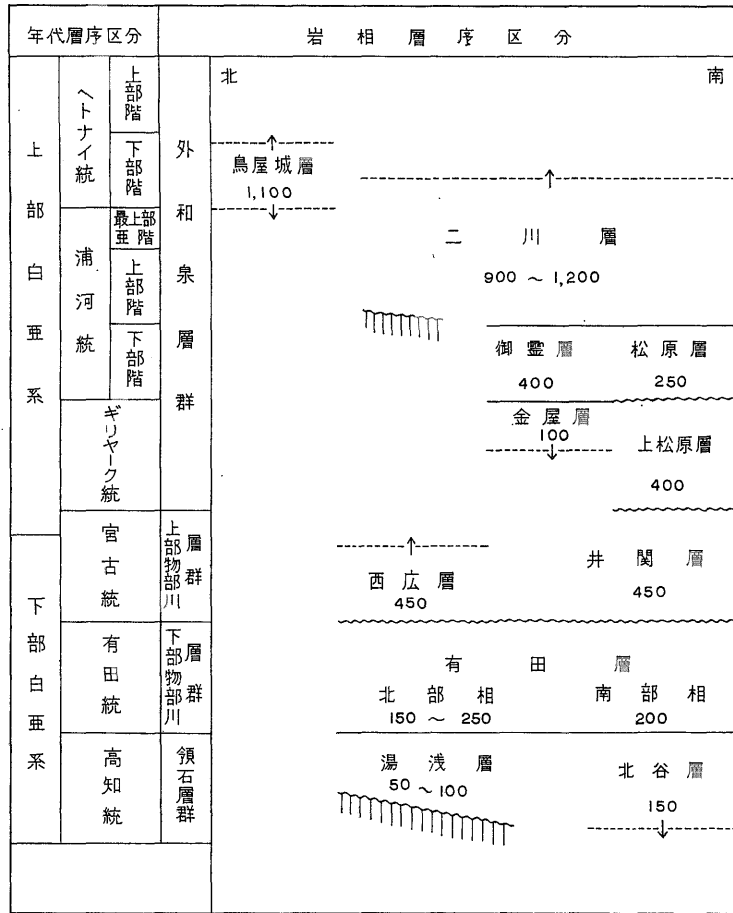 年代層序区分
岩相層序区分
上部白亜系
下部白亜系
ヘトナイ統
浦河統
ギリヤーク統
宮古統
有田統
高知統
上部階
下部階
最上部亜階
上部階
下部階
外和泉層群
上部物部川層群
下部物部川層群
領石層群
北
南
鳥屋城層
1,100
二川層
900 ~ 1,200
御霊層
400
松原層
250
金屋層
100
上松原層
400
西広層
450
井関層
450
有田層
北部相
150 ~ 250
南部相
200
湯浅層
50 ~ 100
北谷層
150